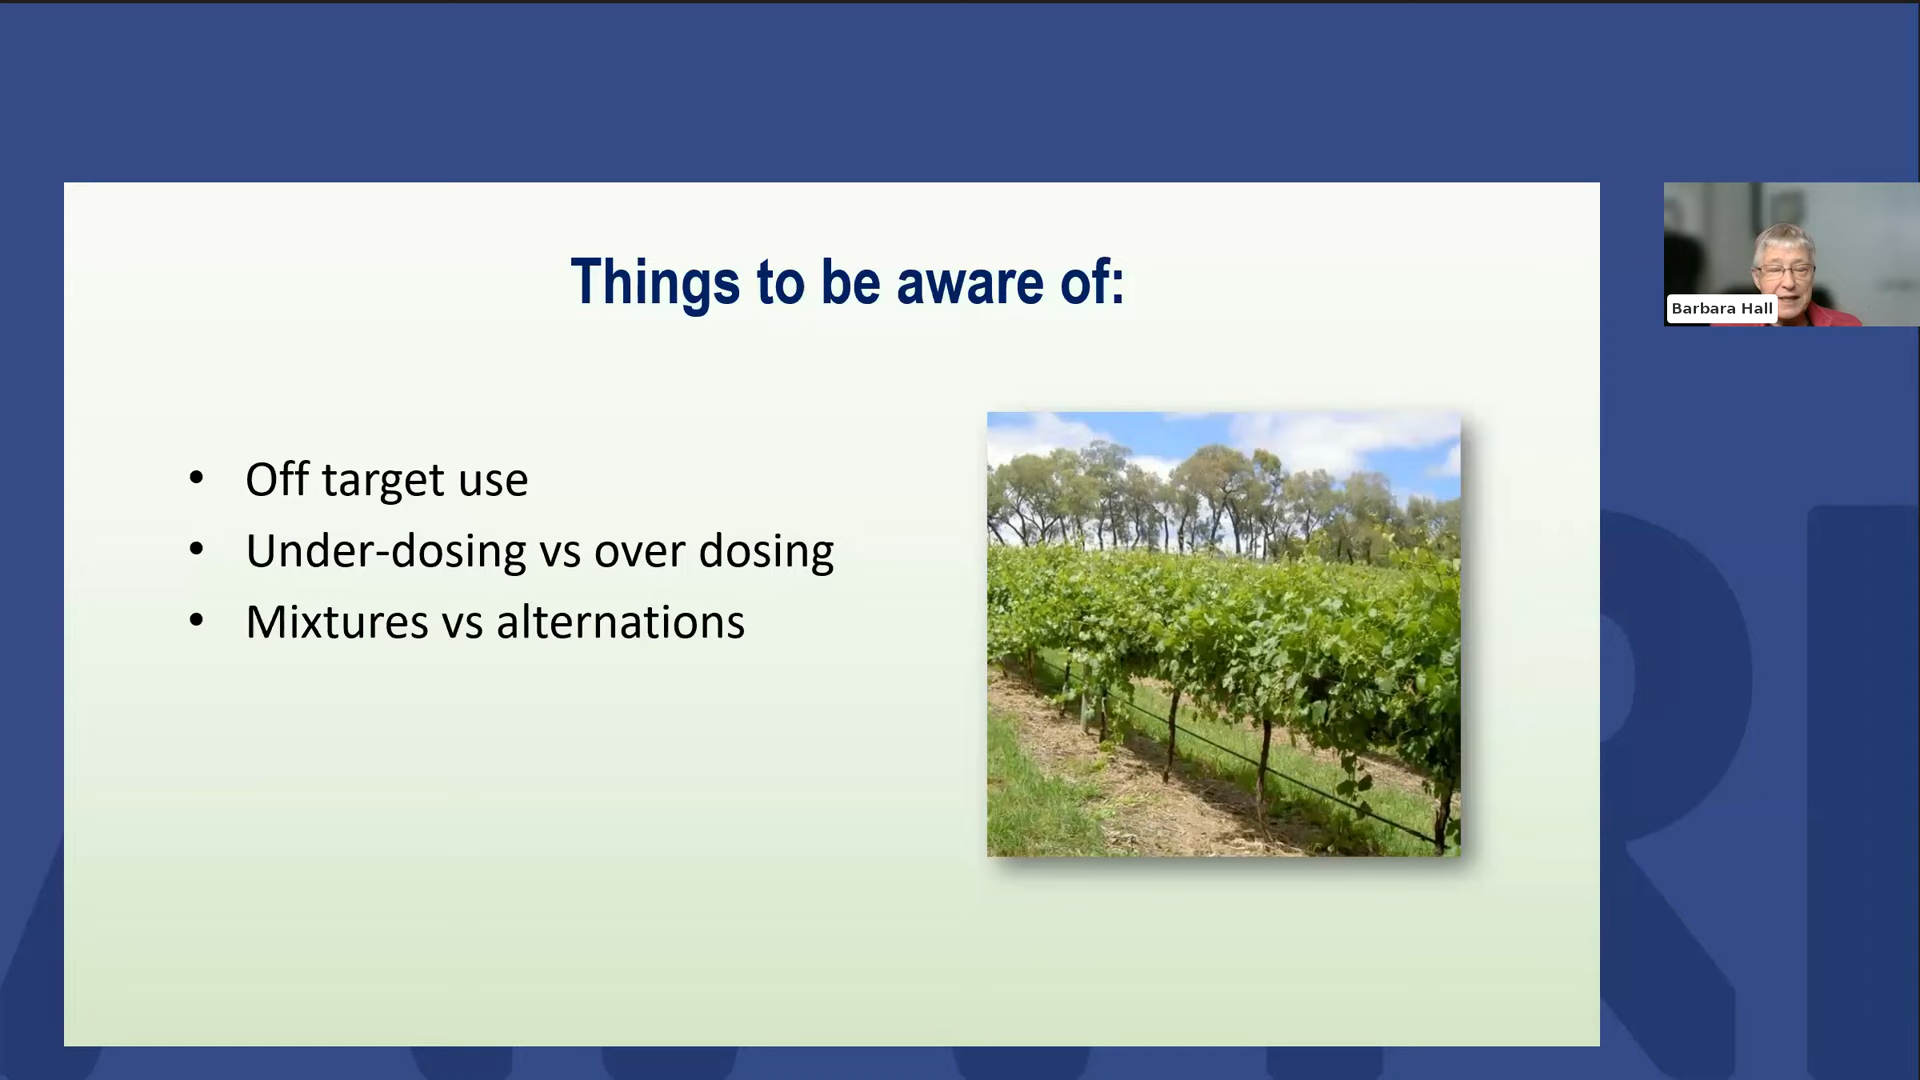 Things to be aware of:
Barbara Hall
• Off target use
• Under-dosing vs over dosing
• Mixtures vs alternations